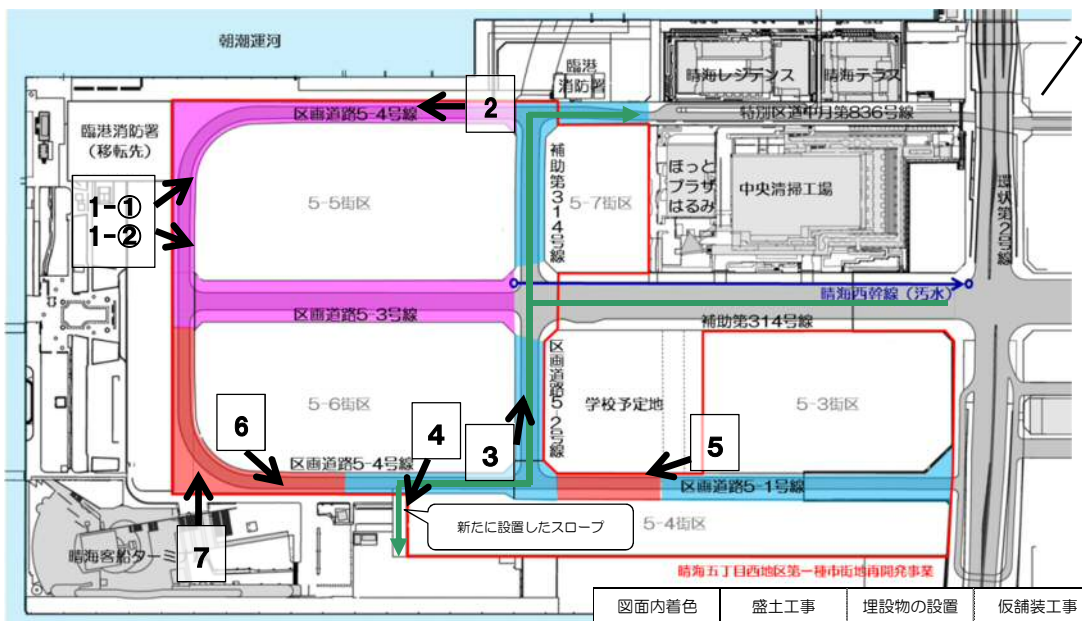 朝潮運河
臨港
消防署
晴海レジデンス
晴海テラス
臨港消防署
(移転先)
区画道路5-4号線
2
特別区道中月第836号線
1-①
1-②
5-5街区
補助第314号線
5-7街区
ほっと
プラザ
はるみ
中央清掃工場
環状第2号線
晴海西幹線(汚水)
区画道路5-3号線
補助第314号線
区画道路5-2号線
5-6街区
学校予定地
5-3街区
6
4
3
5
区画道路5-4号線
区画道路5-1号線
新たに設置したスロープ
5-4街区
7
晴海客船ターミ
晴海五丁目西地区第一種市街地再開発事業
図面内着色
盛土工事
埋設物の設置
仮舗装工事